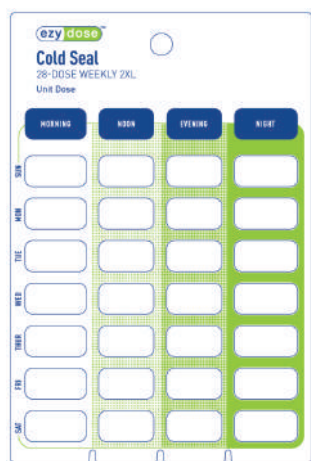 ezy dose™
Cold Seal
28-DOSE WEEKLY 2XL
Unit Dose
MORNING NOON EVENING NIGHT
SUN
MON
TUE
WED
THUR
FRI
SAT